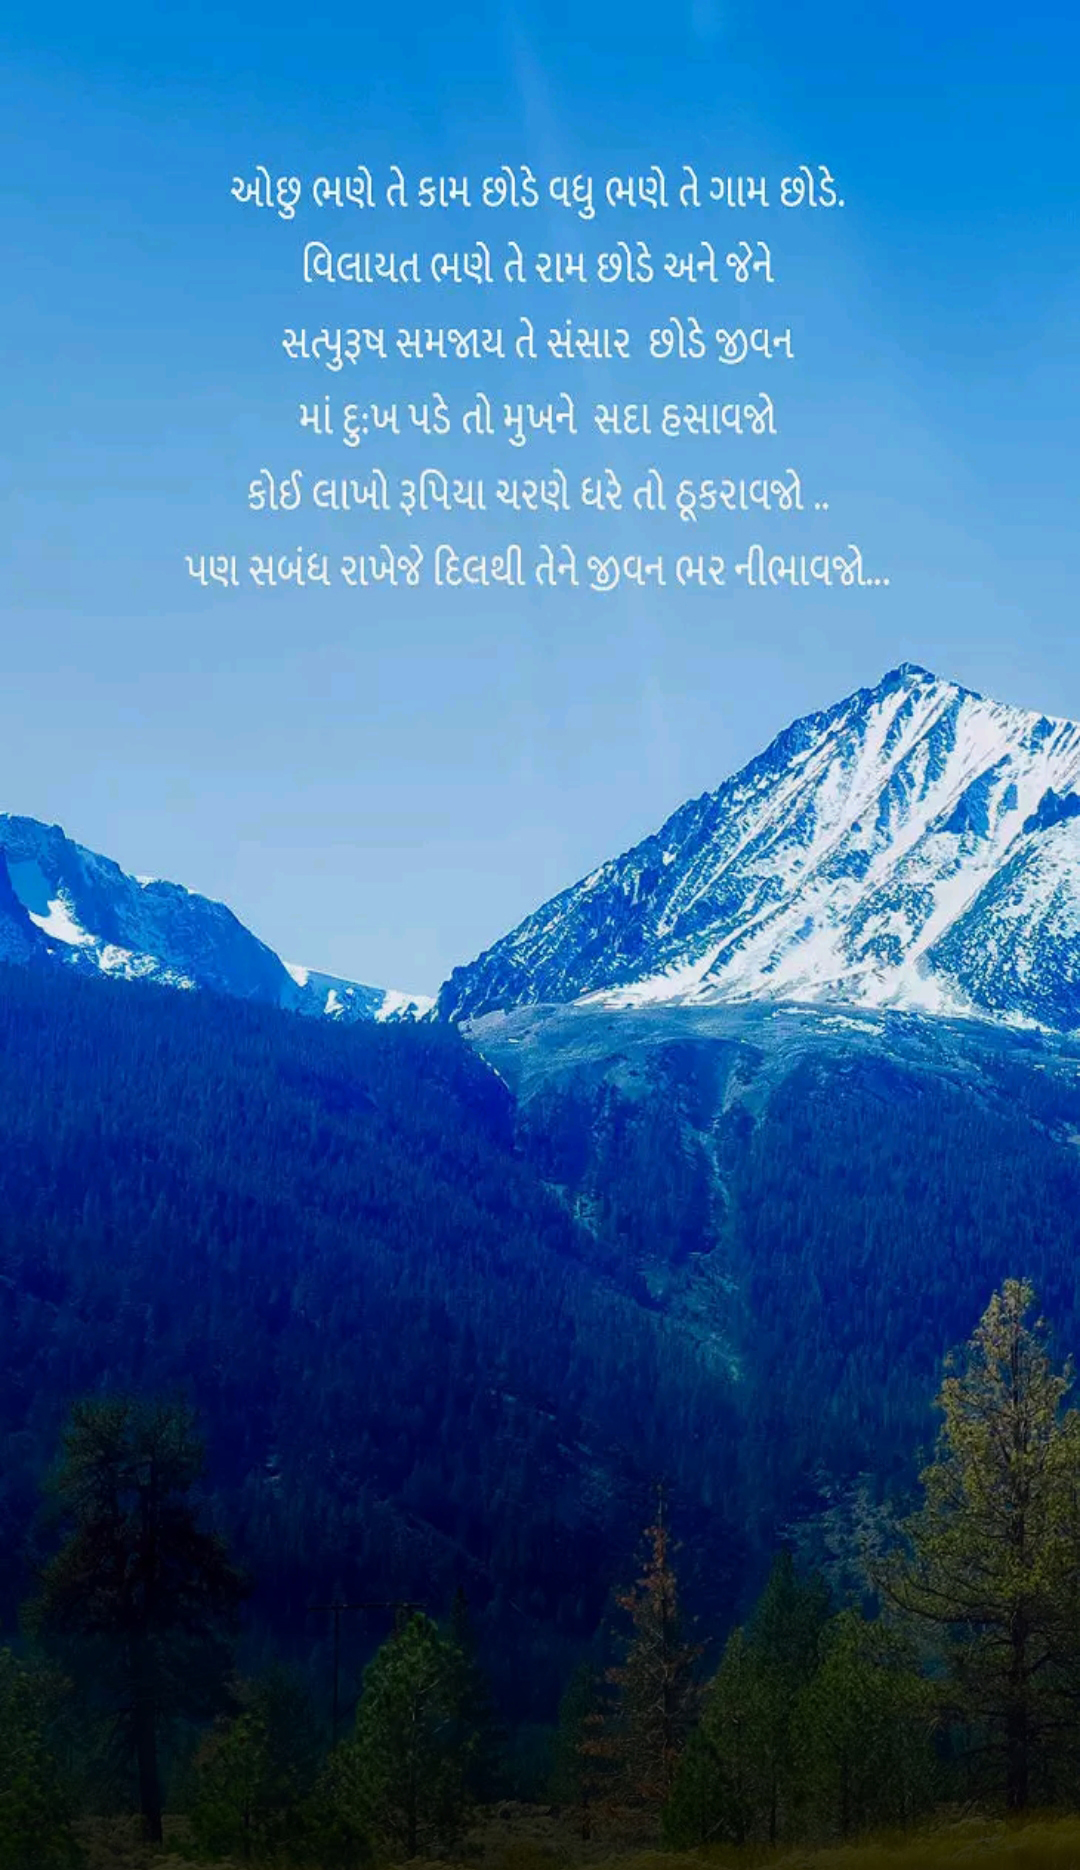 ઓછુ ભણે તે કામ છોડે વધુ ભણે તે ગામ છોડે.
વિલાયત ભણે તે રામ છોડે અને જેને
સત્પુરૂષ સમજાય તે સંસાર છોડે જીવન
માં દુ:ખ પડે તો મુખને સદા હસાવજો
કોઈ લાખો રૂપિયા ચરણે ધરે તો ઠૂકરાવજો ..
પણ સબંધ રાખેજે દિલથી તેને જીવન ભર નીભાવજો...